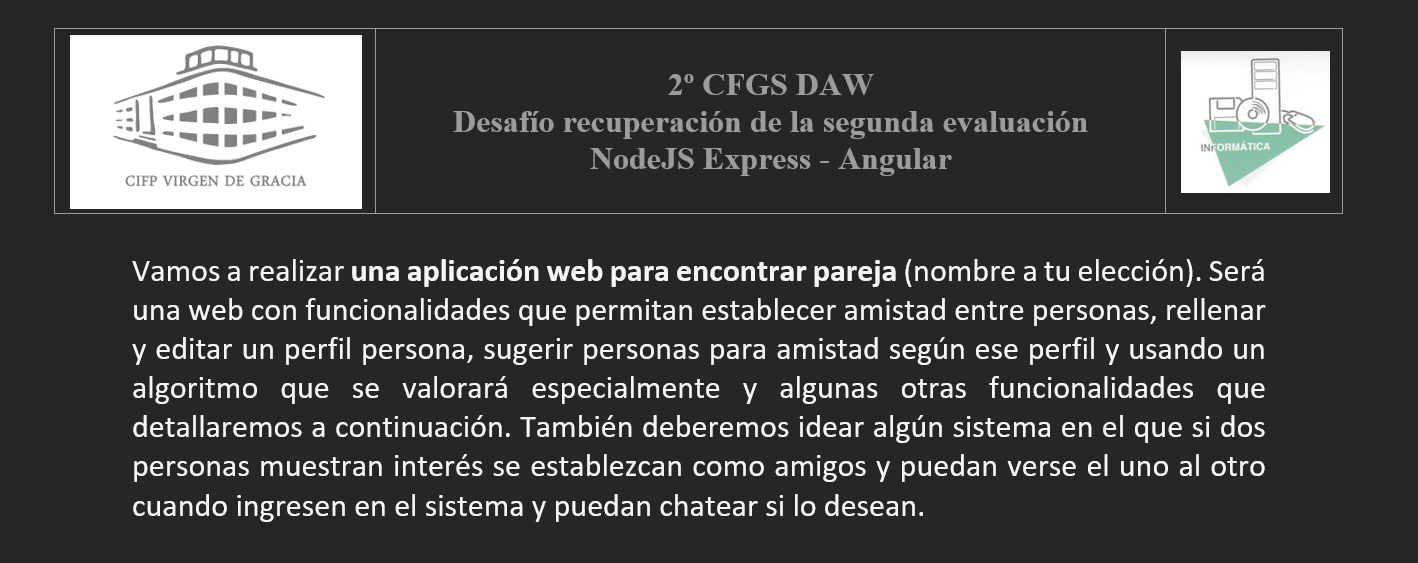 CIFP VIRGEN DE GRACIA
2º CFGS DAW
Desafío recuperación de la segunda evaluación
NodeJS Express - Angular
INFORMÁTICA
Vamos a realizar una aplicación web para encontrar pareja (nombre a tu elección). Será
una web con funcionalidades que permitan establecer amistad entre personas, rellenar
y editar un perfil persona, sugerir personas para amistad según ese perfil y usando un
algoritmo que se valorará especialmente y algunas otras funcionalidades que
detallaremos a continuación. También deberemos idear algún sistema en el que si dos
personas muestran interés se establezcan como amigos y puedan verse el uno al otro
cuando ingresen en el sistema y puedan chatear si lo desean.